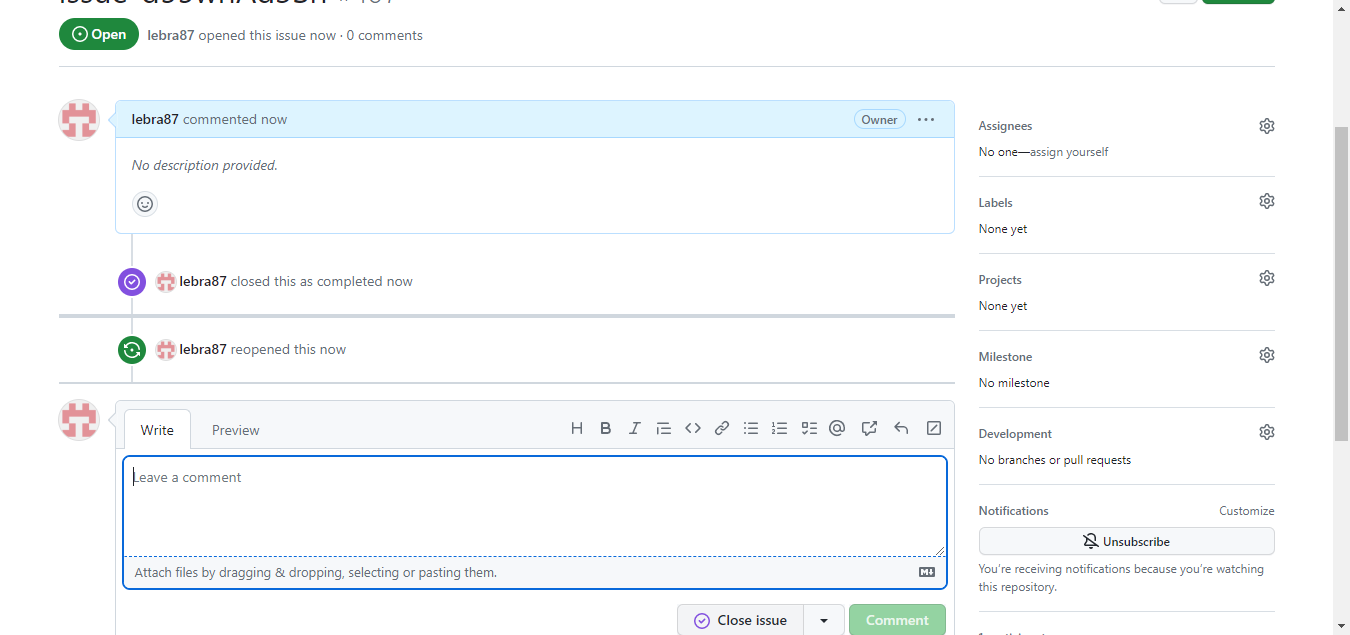 Open lebra87 opened this issue now · 0 comments
lebra87 commented now Owner
No description provided.
lebra87 closed this as completed now
lebra87 reopened this now
Write Preview
Leave a comment
Attach files by dragging & dropping, selecting or pasting them.
Close issue Comment
Assignees
No one—assign yourself
Labels
None yet
Projects
None yet
Milestone
No milestone
Development
No branches or pull requests
Notifications Customize
Unsubscribe
You're receiving notifications because you're watching
this repository.